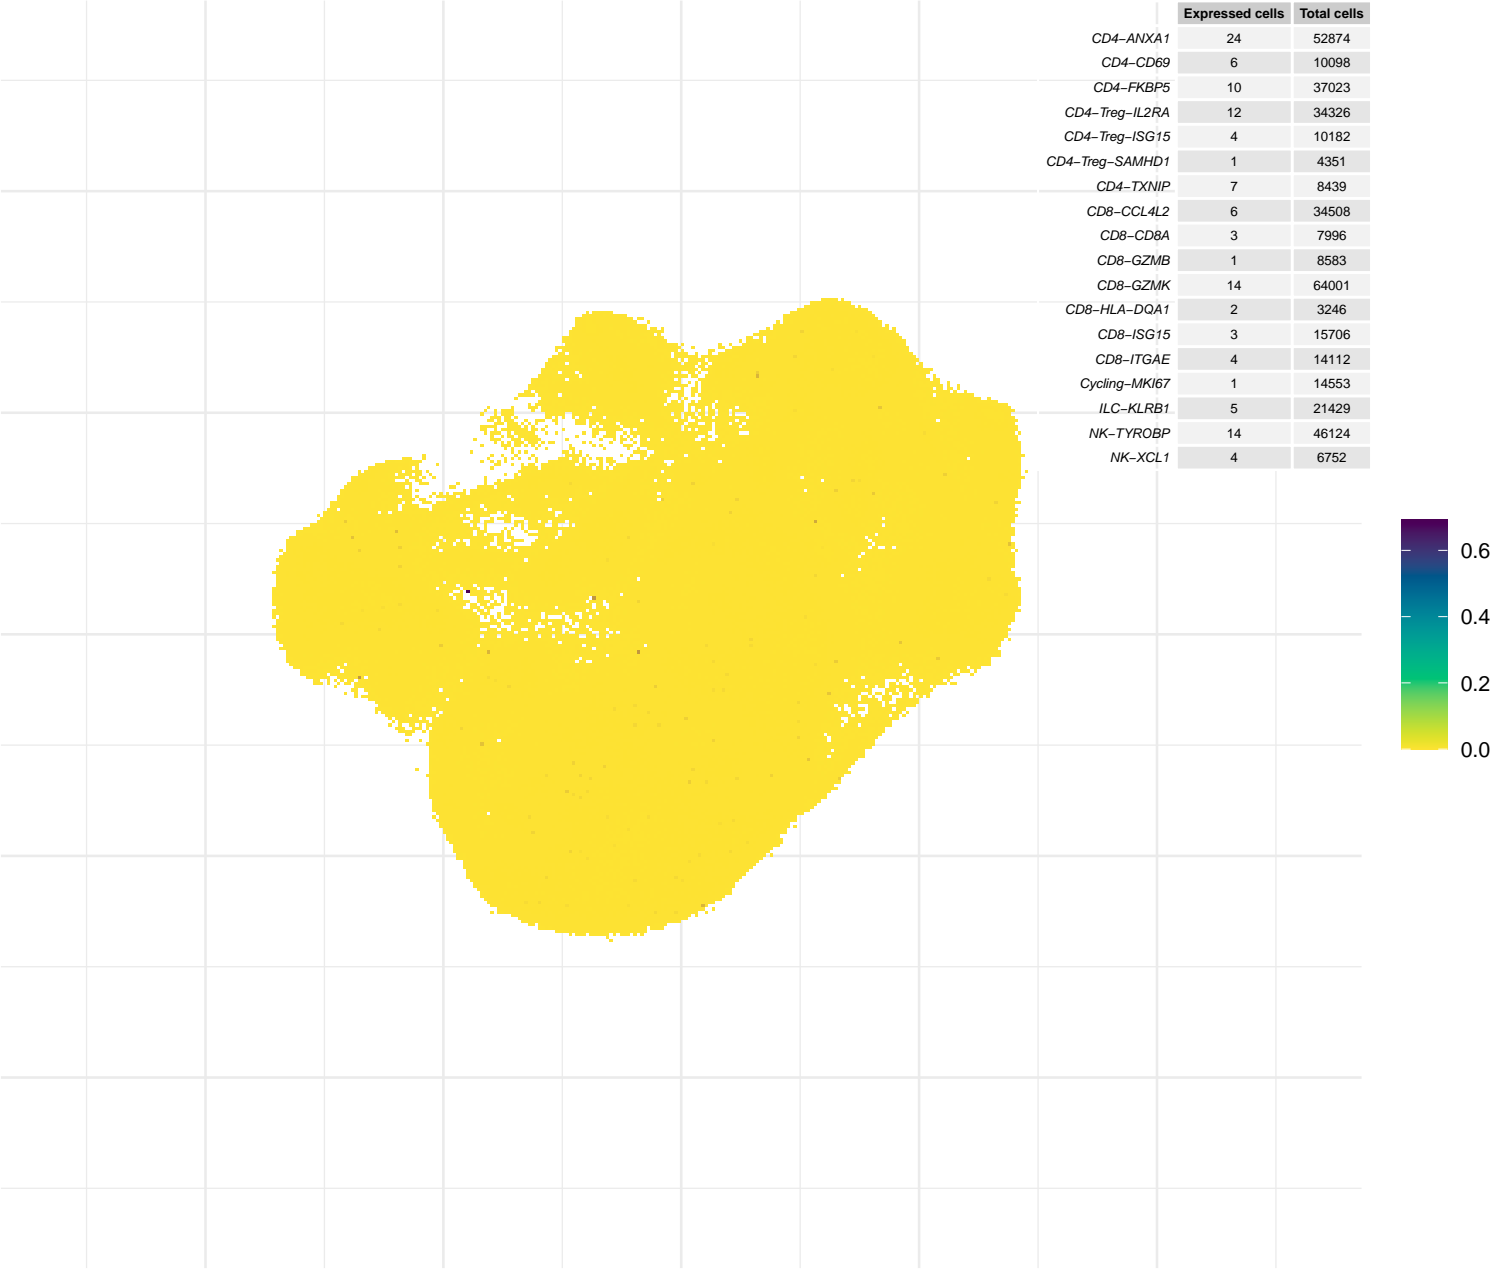 Expressed cells Total cells
CD4−ANXA1 24 52874
CD4−CD69 6 10098
CD4−FKBP5 10 37023
CD4−Treg−IL2RA 12 34326
CD4−Treg−ISG15 4 10182
CD4−Treg−SAMHD1 1 4351
CD4−TXNIP 7 8439
CD8−CCL4L2 6 34508
CD8−CD8A 3 7996
CD8−GZMB 1 8583
CD8−GZMK 14 64001
CD8−HLA−DQA1 2 3246
CD8−ISG15 3 15706
CD8−ITGAE 4 14112
Cycling−MKI67 1 14553
ILC−KLRB1 5 21429
NK−TYROBP 14 46124
NK−XCL1 4 6752
0.6
0.4
0.2
0.0